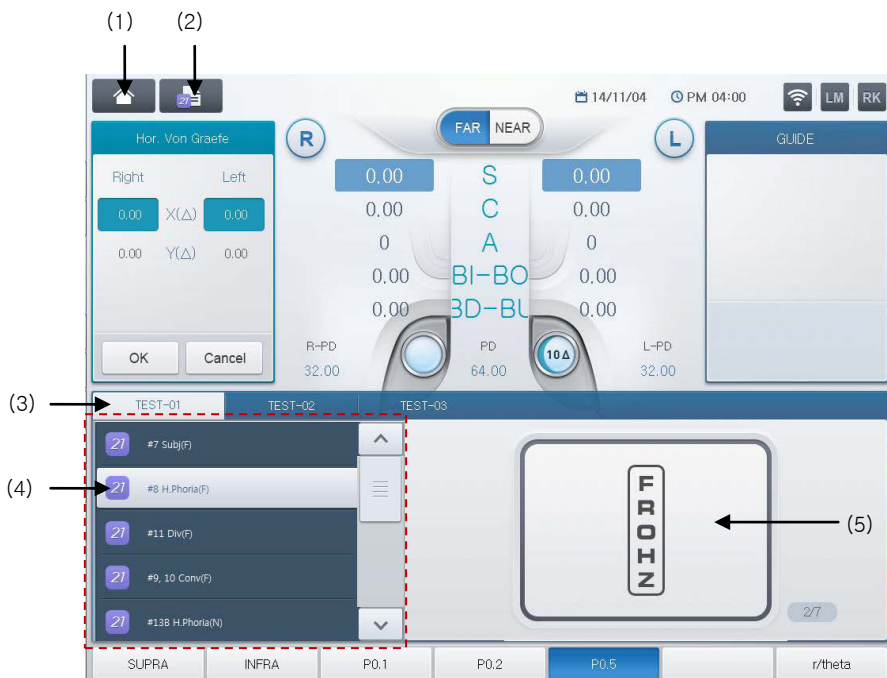 (1) (2)
21
14/11/04 PM 04:00 LM RK
Hor. Von Graefe
R
FAR NEAR
L
GUIDE
Right Left
0.00 X(△) 0.00
0.00 Y(△) 0.00
OK Cancel
0.00 S 0.00
0.00 C 0.00
0 A 0
0.00 BI-BO 0.00
0.00 BD-BU 0.00
R-PD PD L-PD
32.00 64.00 32.00
10△
(3)
TEST-01 TEST-02 TEST-03
21 #7 Subj(F)
(4)
21 #8 H.Phoria(F)
21 #11 Div(F)
21 #9, 10 Conv(F)
21 #13B H.Phoria(N)
F
R
O
H
Z
(5)
2/7
SUPRA INFRA P0.1 P0.2 P0.5 r/theta